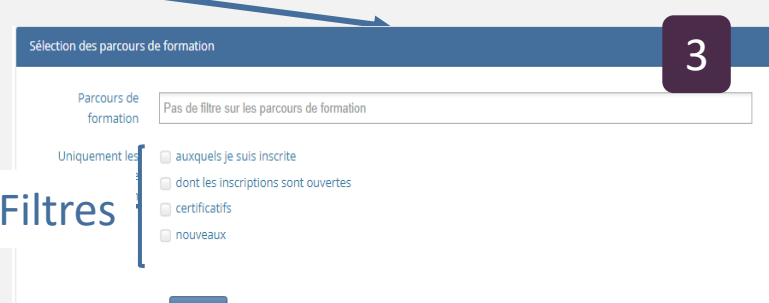 Sélection des parcours de formation
3
Parcours de
formation
Pas de filtre sur les parcours de formation
Uniquement les
auxquels je suis inscrite
dont les inscriptions sont ouvertes
certificatifs
nouveaux
Filtres